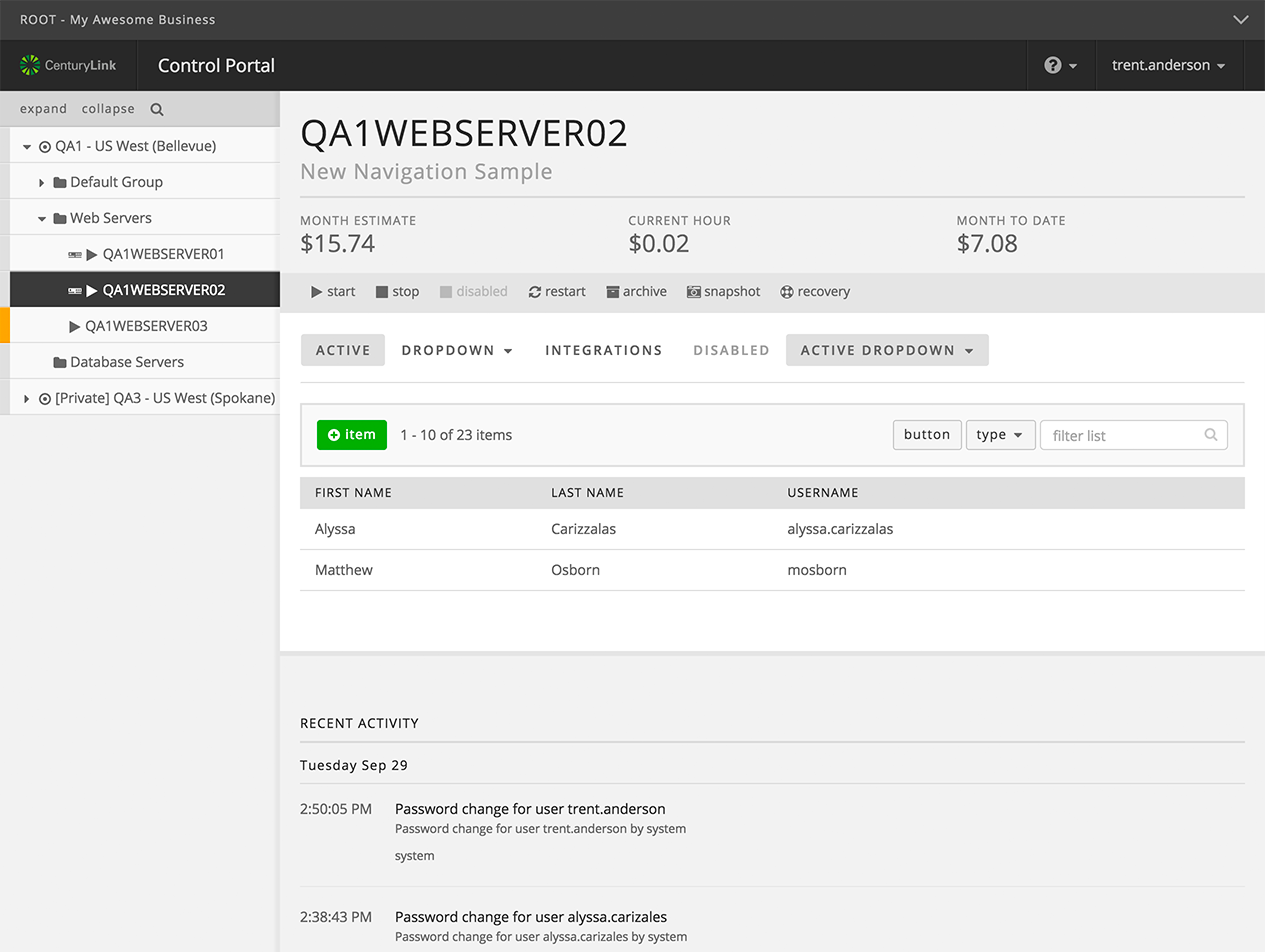 ROOT - My Awesome Business
CenturyLink Control Portal ? trent.anderson
expand collapse
QA1 - US West (Bellevue)
Default Group
Web Servers
QA1WEBSERVER01
QA1WEBSERVER02
QA1WEBSERVER03
Database Servers
[Private] QA3 - US West (Spokane)
QA1WEBSERVER02
New Navigation Sample
MONTH ESTIMATE CURRENT HOUR MONTH TO DATE
$15.74 $0.02 $7.08
start stop disabled restart archive snapshot recovery
ACTIVE DROPDOWN INTEGRATIONS DISABLED ACTIVE DROPDOWN
item 1 - 10 of 23 items button type filter list
FIRST NAME LAST NAME USERNAME
Alyssa Carizzalas alyssa.carizzalas
Matthew Osborn mosborn
RECENT ACTIVITY
Tuesday Sep 29
2:50:05 PM Password change for user trent.anderson
Password change for user trent.anderson by system
system
2:38:43 PM Password change for user alyssa.carizales
Password change for user alyssa.carizales by system